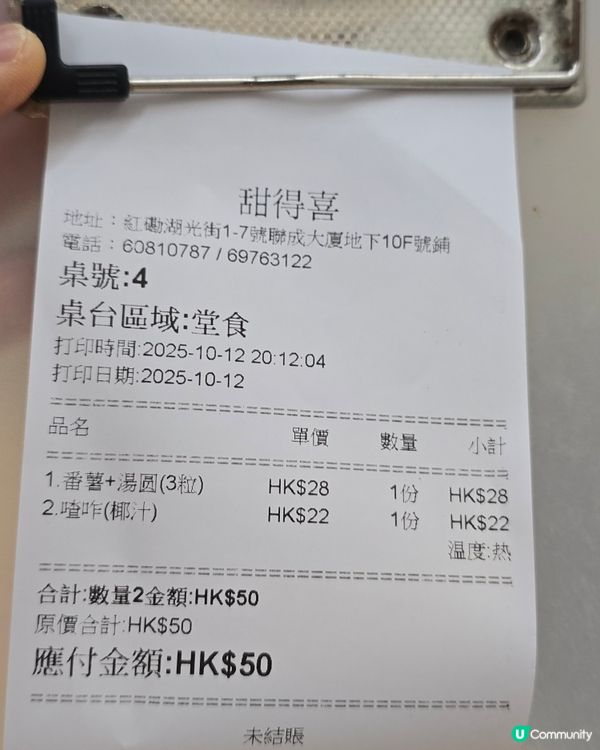 甜得喜
地址：紅磡湖光街1-7號聯成大廈地下10F號鋪
電話：60810787 / 69763122
桌號:4
桌台區域:堂食
打印時間:2025-10-12 20:12:04
打印日期:2025-10-12
品名 單價 數量 小計
1.番薯+湯圆(3粒) HK$28 1份 HK$28
2.喳咋(椰汁) HK$22 1份 HK$22
温度:热
合計:數量2金額:HK$50
原價合計:HK$50
應付金額:HK$50
未結賬
U Community